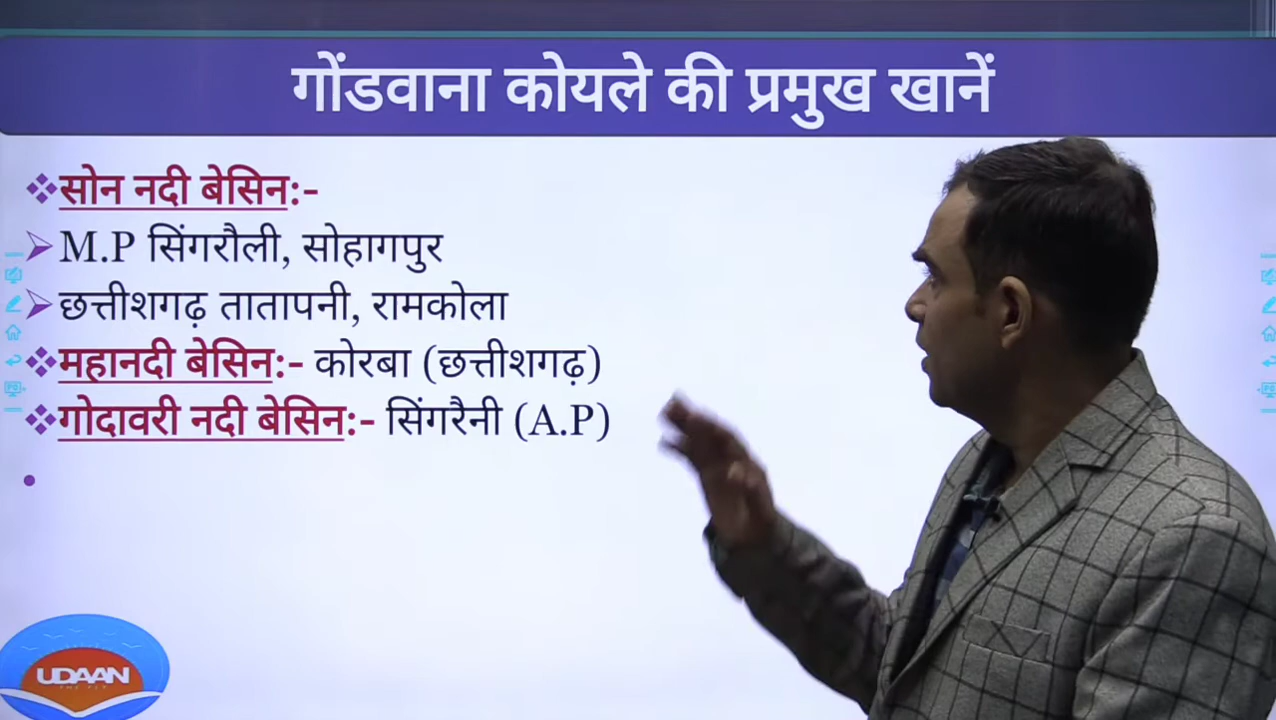 गोंडवाना कोयले की प्रमुख खानें
सोन नदी बेसिन:-
M.P सिंगरौली, सोहागपुर
छत्तीशगढ़ तातापनी, रामकोला
महानदी बेसिन:- कोरबा (छत्तीशगढ़)
गोदावरी नदी बेसिन:- सिंगरैनी (A.P)
UDAAN